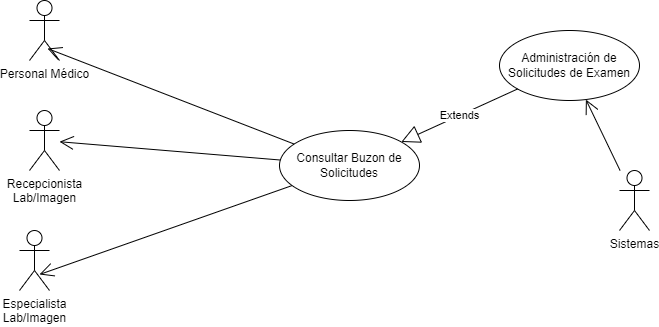 Personal Médico
Recepcionista
Lab/Imagen
Especialista
Lab/Imagen
Consultar Buzon de
Solicitudes
Extends
Administración de
Solicitudes de Examen
Sistemas